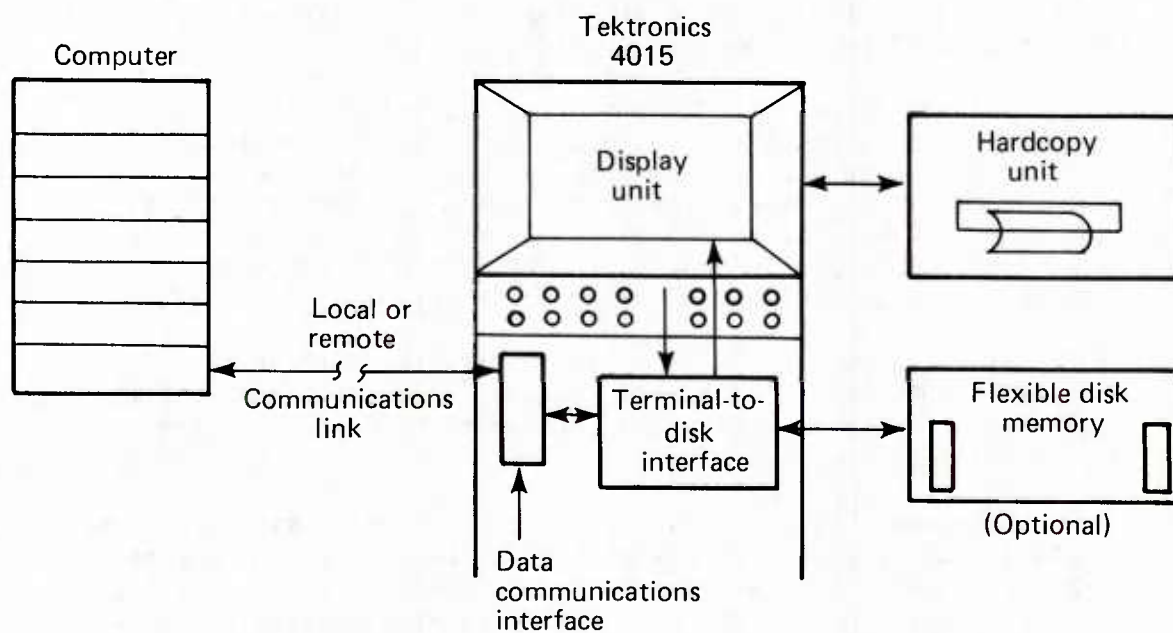 Computer
Tektronics
4015
Display
unit
Hardcopy
unit
Local or
remote
Communications
link
Terminal-to-
disk
interface
Flexible disk
memory
(Optional)
Data
communications
interface